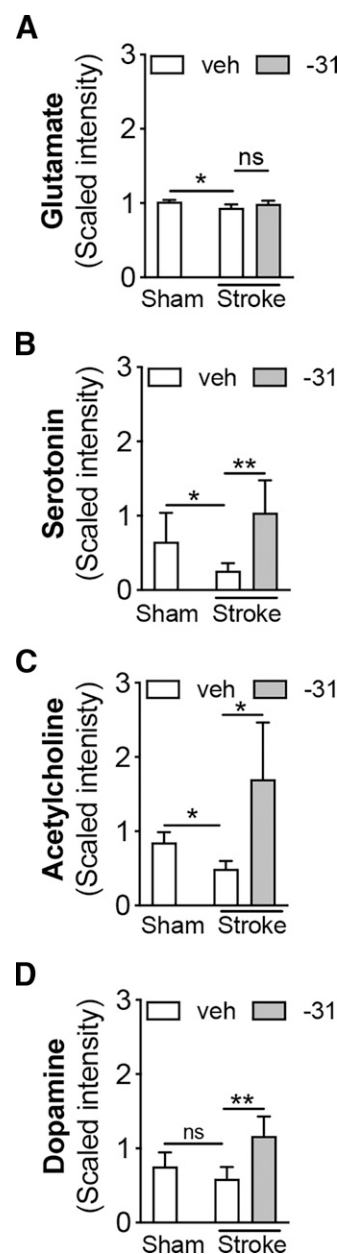 A
Glutamate
(Scaled intensity)
3
2
1
0
veh -31
*
ns
Sham Stroke
B
Serotonin
(Scaled intensity)
3
2
1
0
veh -31
*
**
Sham Stroke
C
Acetylcholine
(Scaled intenisty)
3
2
1
0
veh -31
*
*
Sham Stroke
D
Dopamine
(Scaled intensity)
3
2
1
0
veh -31
ns
**
Sham Stroke